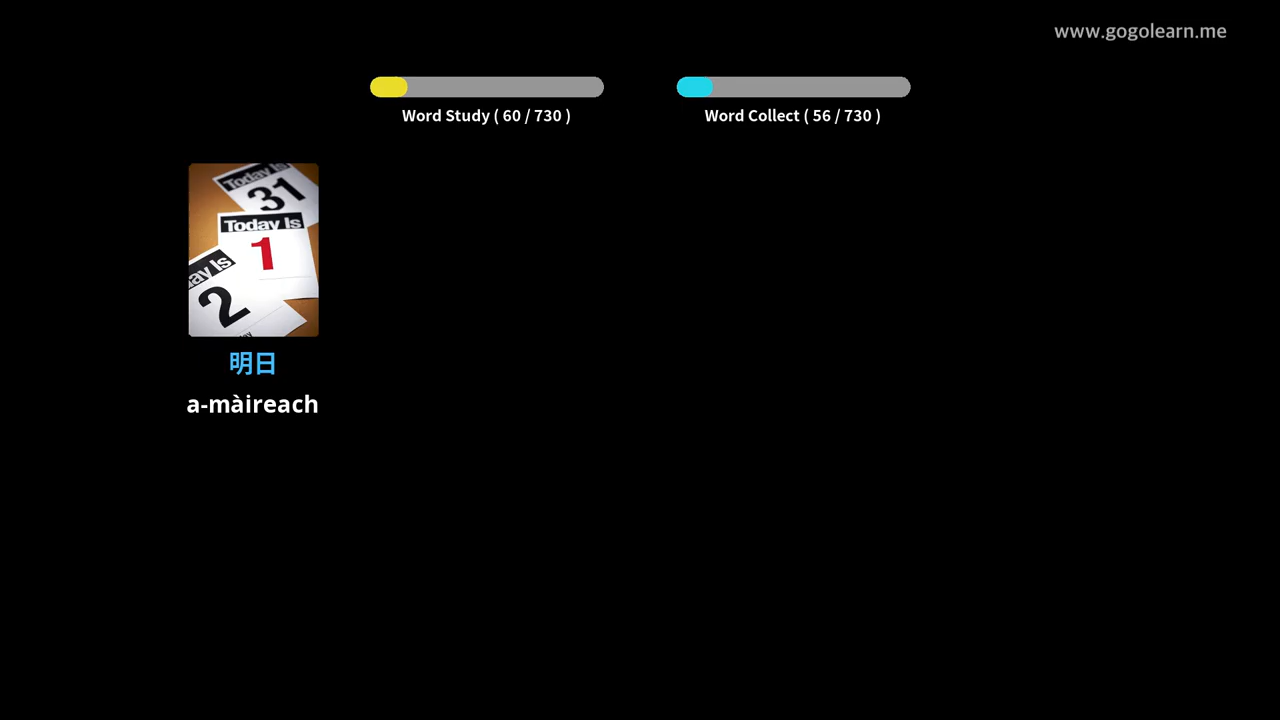 www.gogolearn.me
Word Study ( 60 / 730 )
Word Collect ( 56 / 730 )
Today Is
31
Today Is
1
ay Is
2
明日
a-màireach